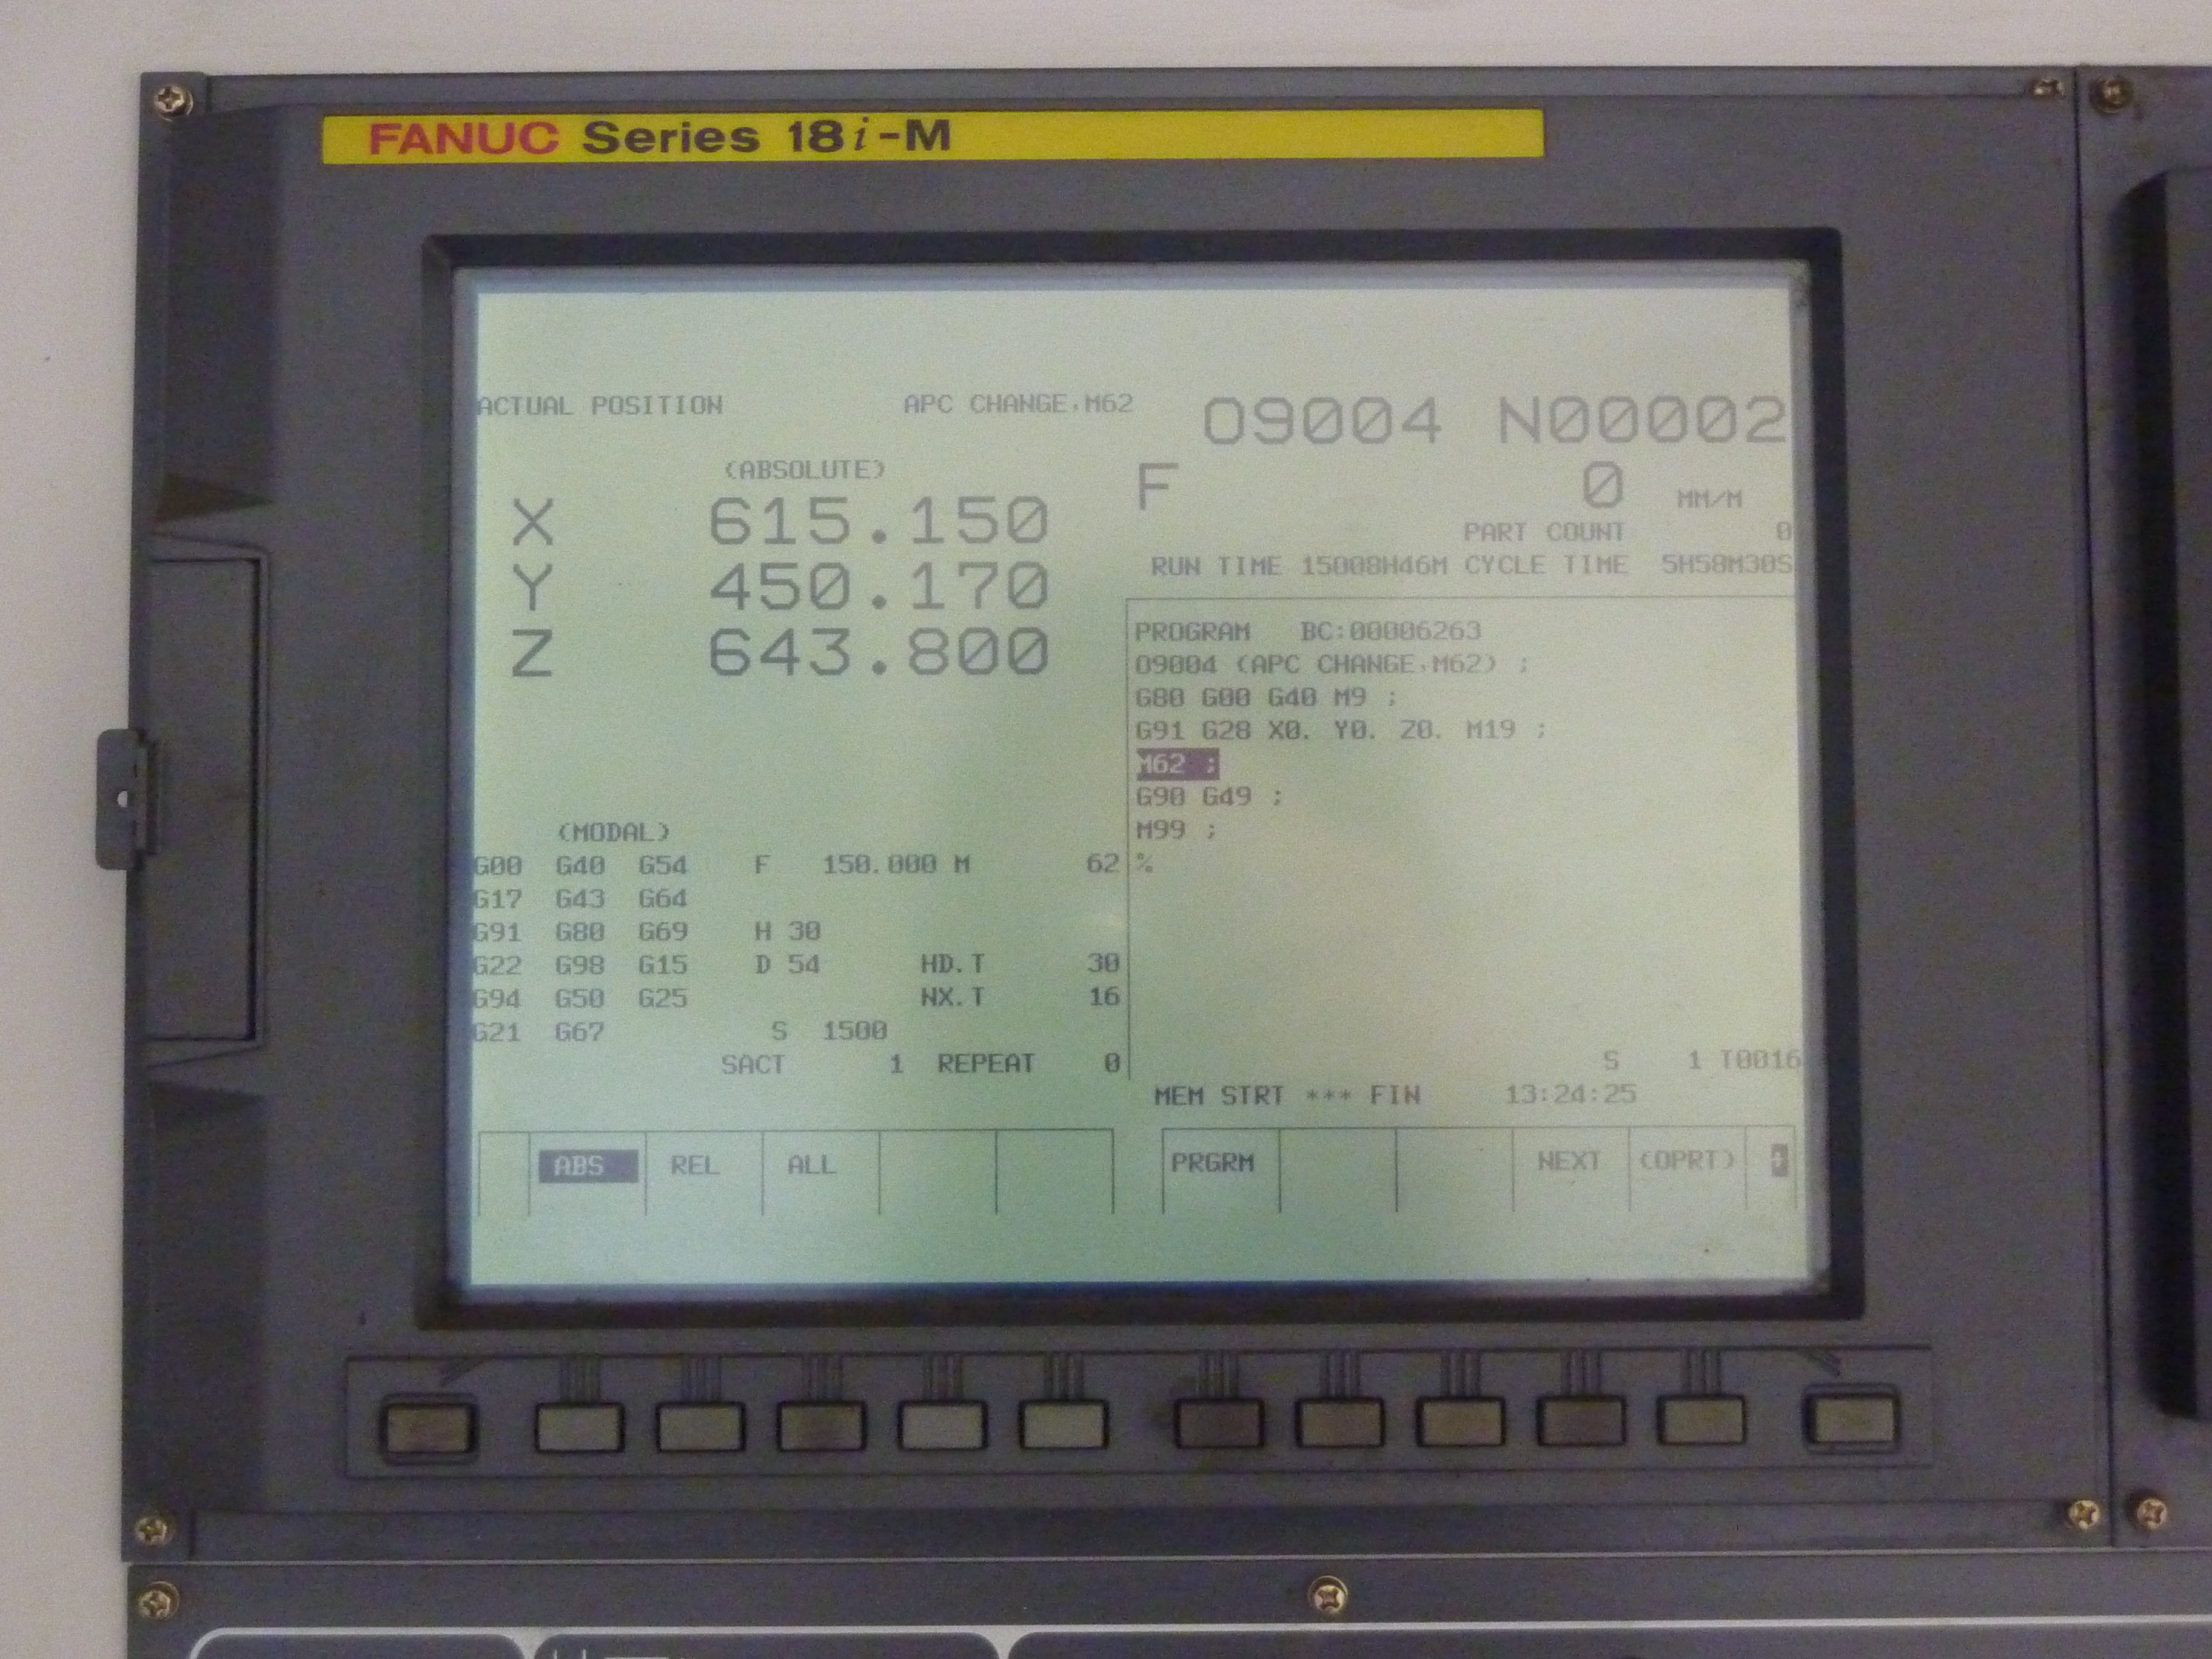 FANUC Series 18i-M
ACTUAL POSITION APC CHANGE,M62 O9004 N00002
(ABSOLUTE)
F 0 MM/M
X 615.150
PART COUNT 0
RUN TIME 15008H46M CYCLE TIME 5H58M30S
Y 450.170
Z 643.800
PROGRAM BC:00006263
O9004 (APC CHANGE,M62) ;
G80 G00 G40 M9 ;
G91 G28 X0. Y0. Z0. M19 ;
M62 ;
G90 G49 ;
M99 ;
%
(MODAL)
G00 G40 G54 F 150.000 M 62
G17 G43 G64
G91 G80 G69 H 30
G22 G98 G15 D 54 HD.T 30
G94 G50 G25 NX.T 16
G21 G67 S 1500
SACT 1 REPEAT 0
S 1 T0016
MEM STRT *** FIN 13:24:25
ABS REL ALL PRGRM NEXT (OPRT) +